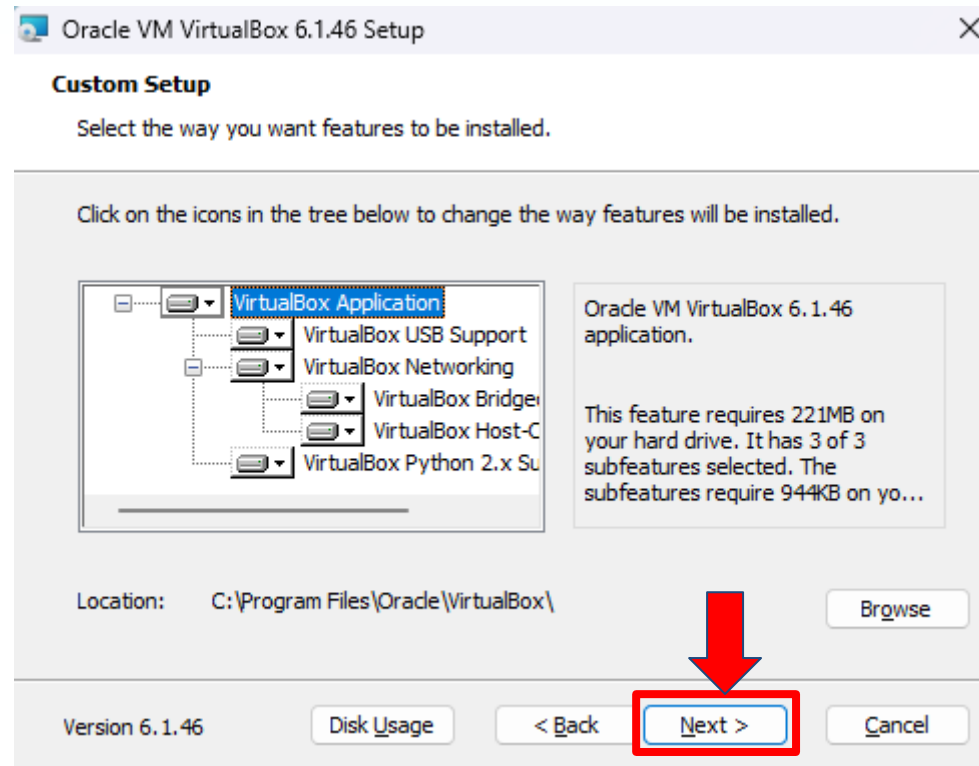 Oracle VM VirtualBox 6.1.46 Setup
Custom Setup
Select the way you want features to be installed.
Click on the icons in the tree below to change the way features will be installed.
VirtualBox Application
VirtualBox USB Support
VirtualBox Networking
VirtualBox Bridge
VirtualBox Host-C
VirtualBox Python 2.x Su
Oracle VM VirtualBox 6.1.46
application.
This feature requires 221MB on
your hard drive. It has 3 of 3
subfeatures selected. The
subfeatures require 944KB on yo...
Location: C:\Program Files\Oracle\VirtualBox\
Browse
Version 6.1.46 Disk Usage < Back Next > Cancel